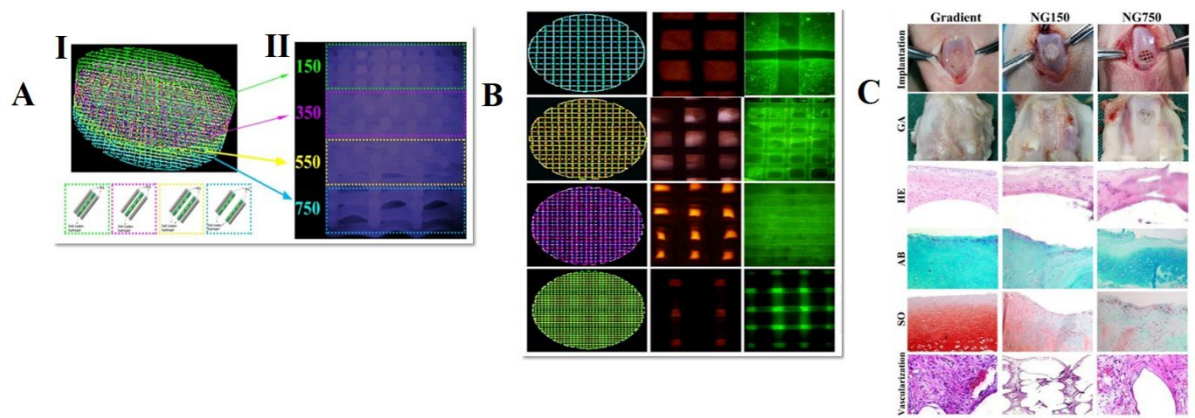 A
I
II
150
350
550
750
B
C
Gradient NG150 NG750
Implantation
GA
HE
AB
SO
Vascularization